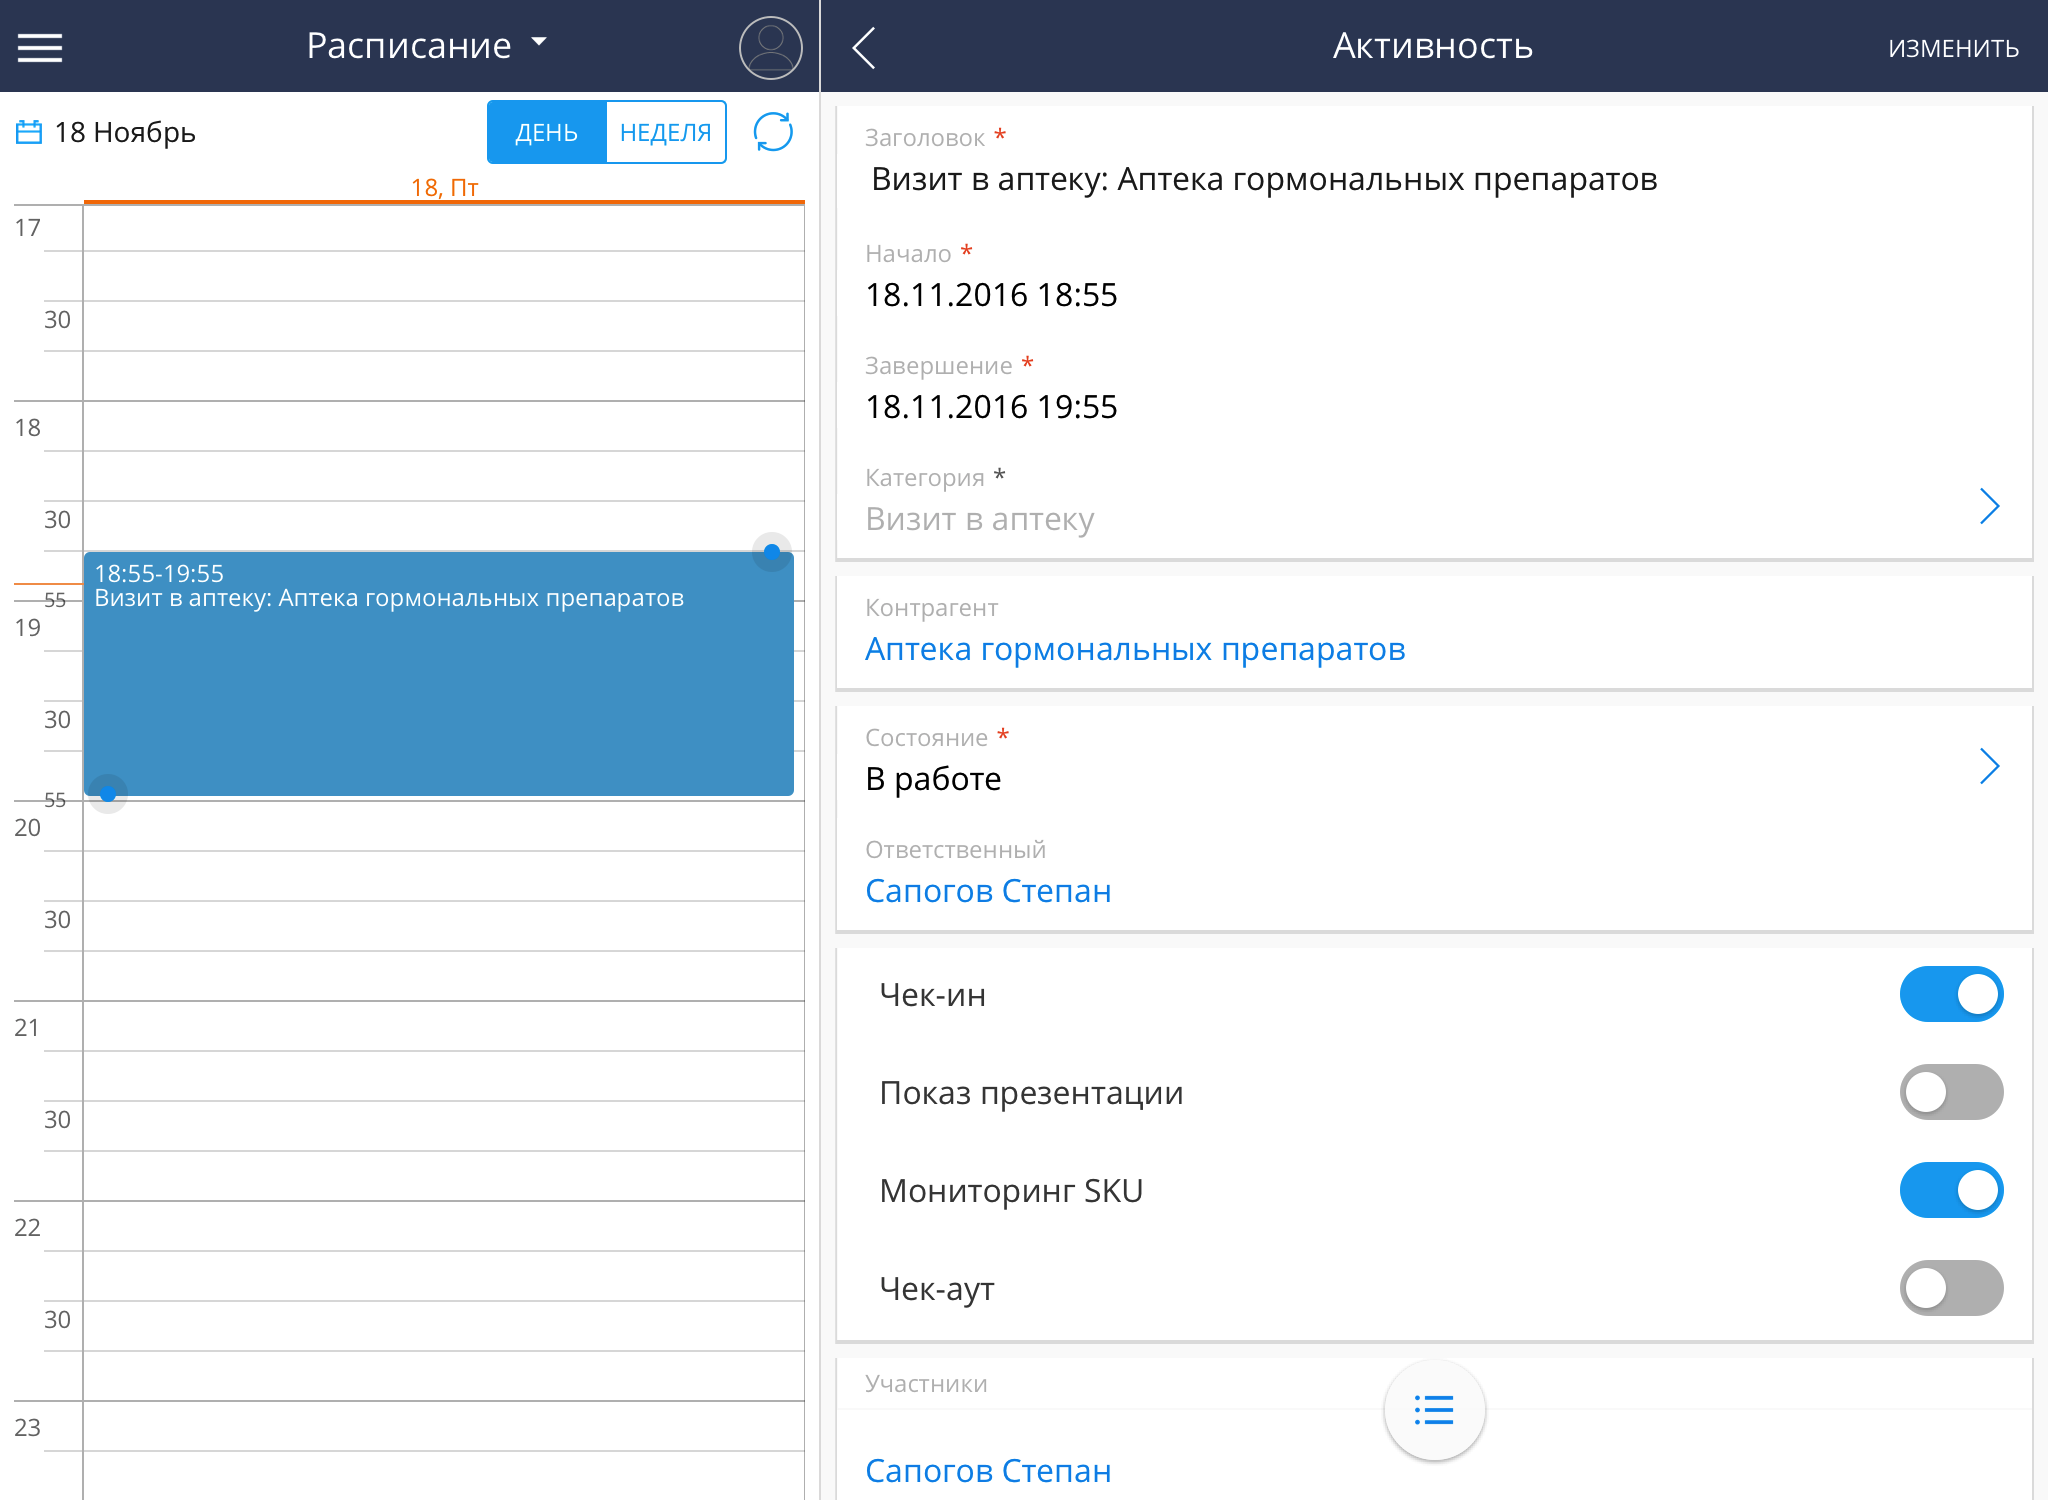 Расписание
18 Ноябрь
ДЕНЬ
НЕДЕЛЯ
18, Пт
17
30
18
30
18:55-19:55
55
Визит в аптеку: Аптека гормональных препаратов
19
30
55
20
30
21
30
22
30
23
Активность
ИЗМЕНИТЬ
Заголовок *
Визит в аптеку: Аптека гормональных препаратов
Начало *
18.11.2016 18:55
Завершение *
18.11.2016 19:55
Категория *
Визит в аптеку
Контрагент
Аптека гормональных препаратов
Состояние *
В работе
Ответственный
Сапогов Степан
Чек-ин
Показ презентации
Мониторинг SKU
Чек-аут
Участники
Сапогов Степан